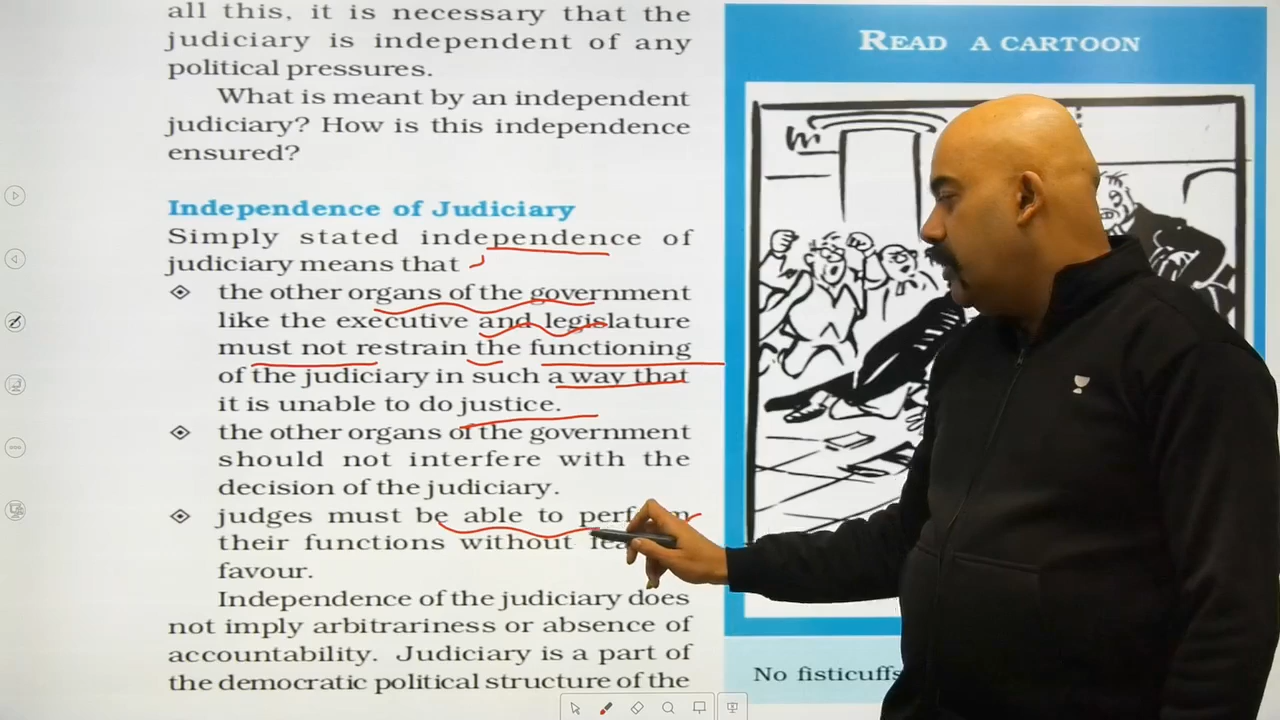 all this, it is necessary that the
judiciary is independent of any
political pressures.
What is meant by an independent
judiciary? How is this independence
ensured?
Independence of Judiciary
Simply stated independence of
judiciary means that
the other organs of the government
like the executive and legislature
must not restrain the functioning
of the judiciary in such a way that
it is unable to do justice.
the other organs of the government
should not interfere with the
decision of the judiciary.
judges must be able to
their functions without
favour.
Independence of the judiciary does
not imply arbitrariness or absence of
accountability. Judiciary is a part of
the democratic political structure of the
READ A CARTOON
No fisticuffs